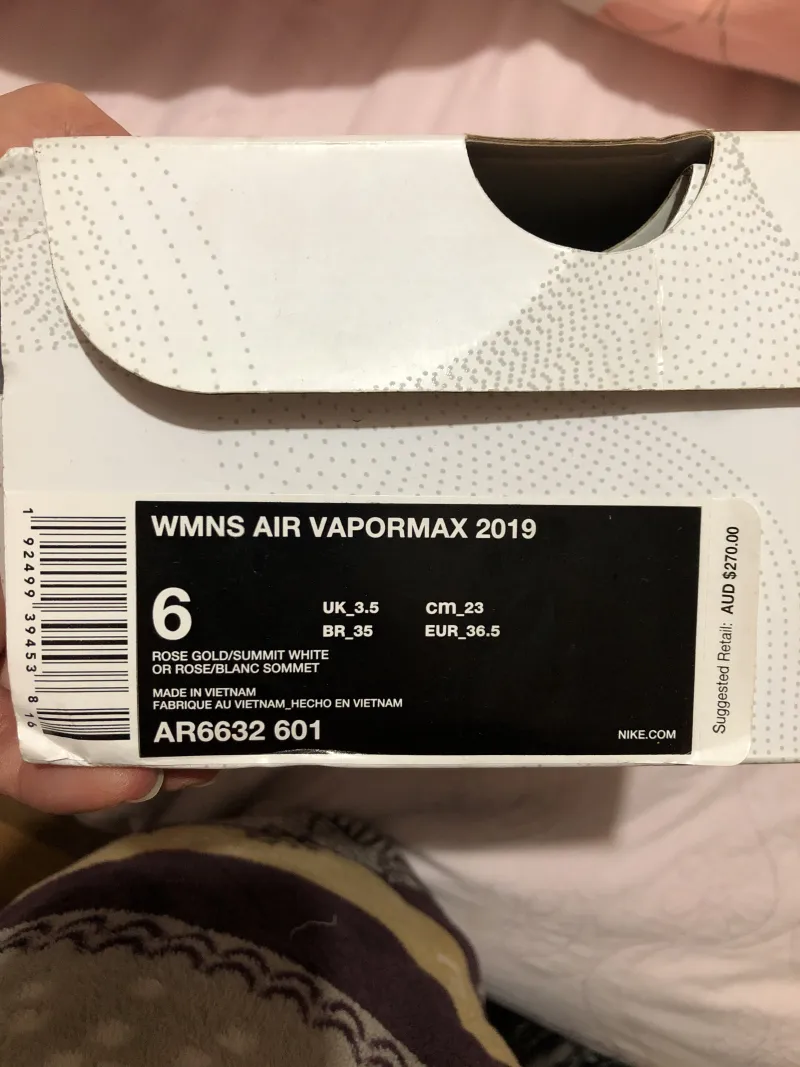 WMNS AIR VAPORMAX 2019
6
UK_3.5 cm_23
BR_35 EUR_36.5
ROSE GOLD/SUMMIT WHITE
OR ROSE/BLANC SOMMET
MADE IN VIETNAM
FABRIQUE AU VIETNAM_HECHO EN VIETNAM
AR6632 601
NIKE.COM
1 92499 39453 8 16
Suggested Retail: AUD $270.00